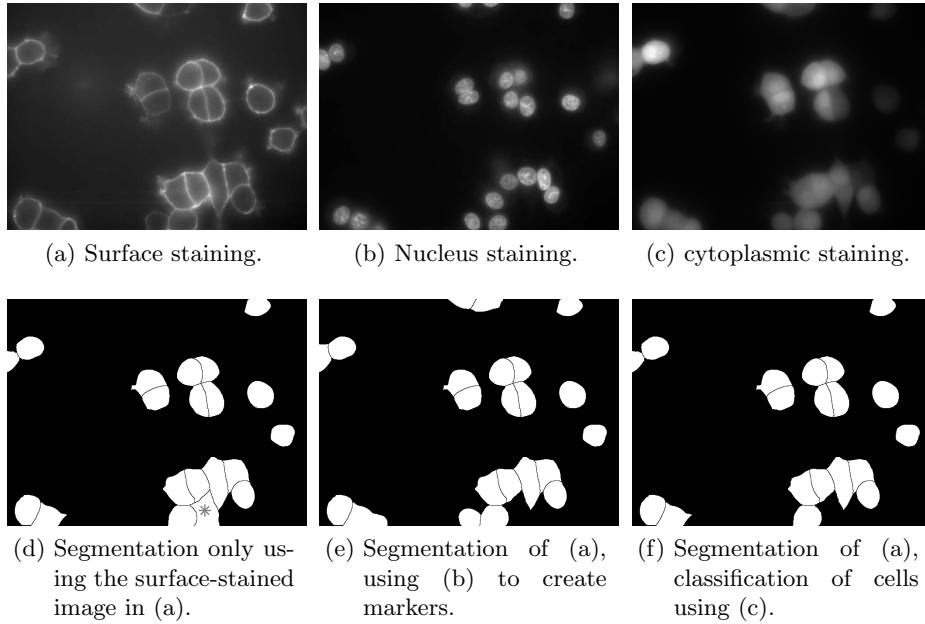 (a) Surface staining.
(b) Nucleus staining.
(c) cytoplasmic staining.
(d) Segmentation only us-
ing the surface-stained
image in (a).
(e) Segmentation of (a),
using (b) to create
markers.
(f) Segmentation of (a),
classification of cells
using (c).